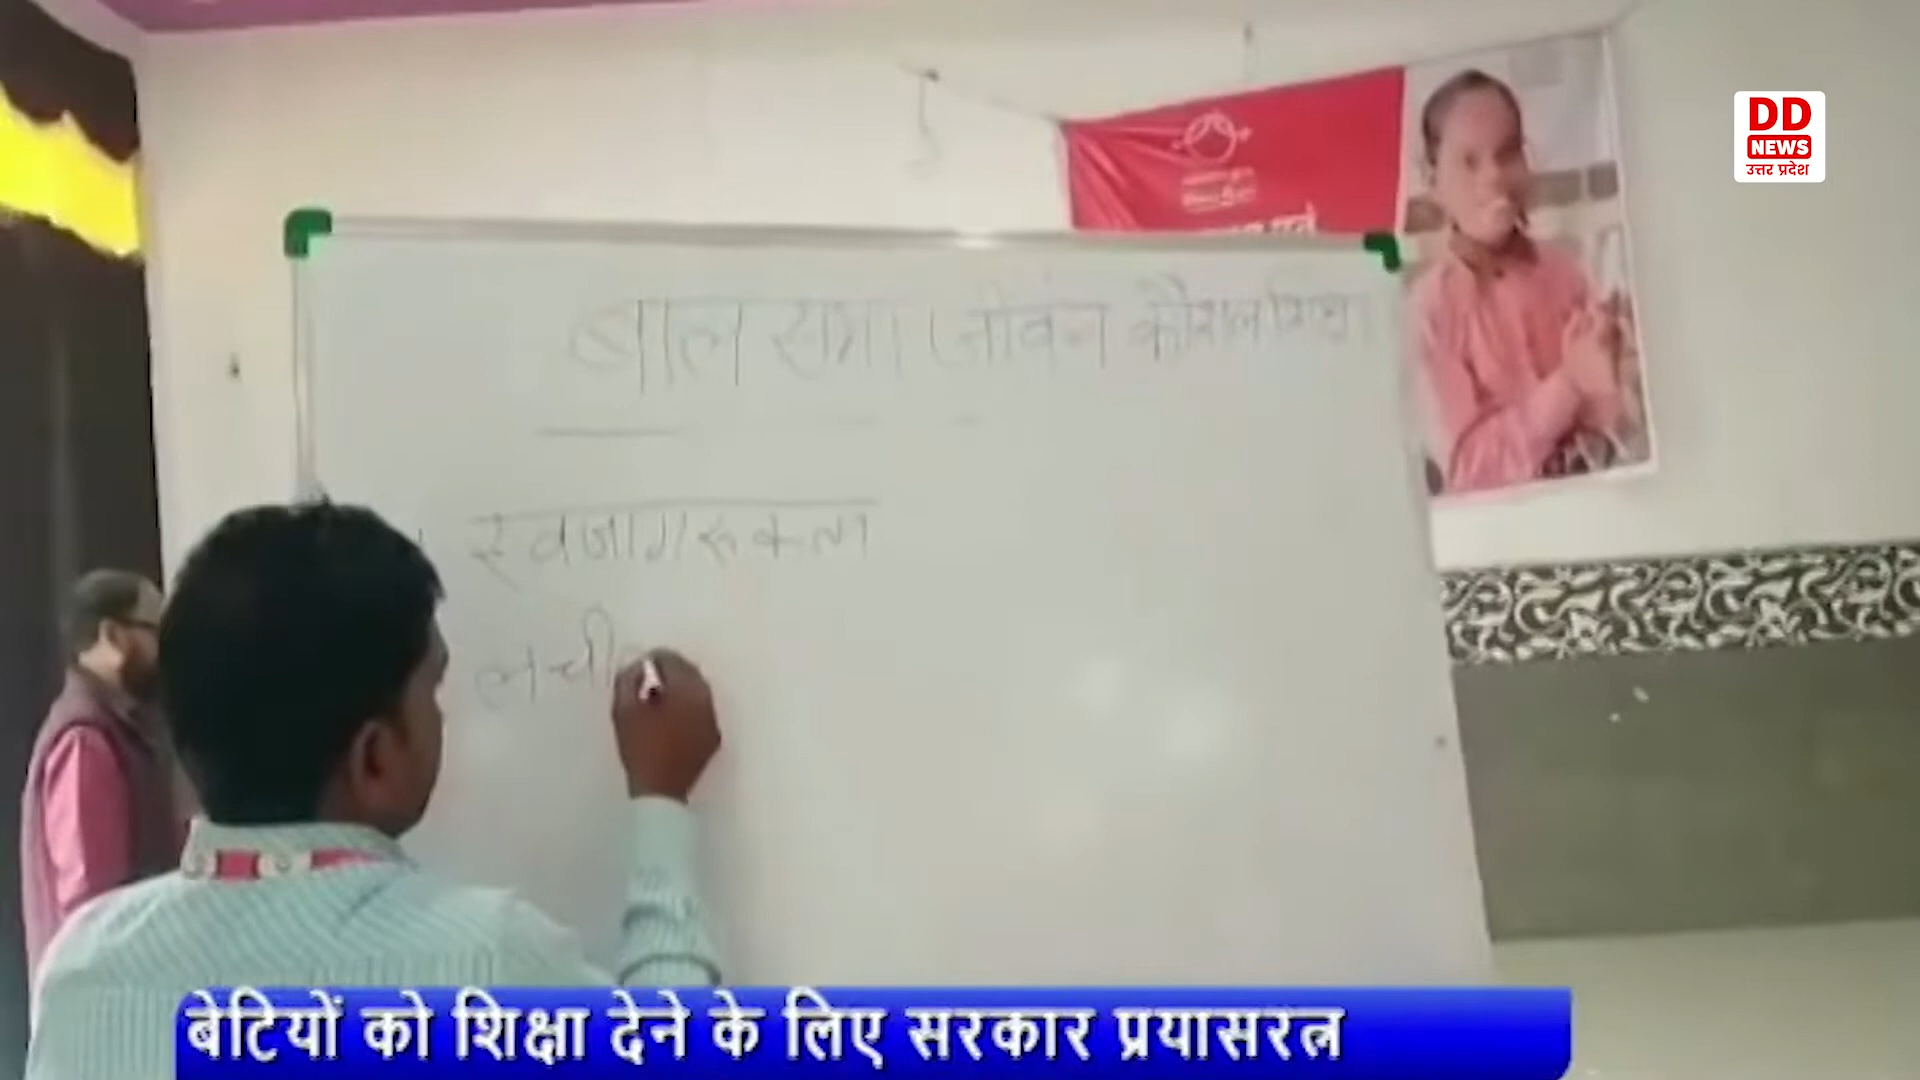 DD
NEWS
उत्तर प्रदेश
बाल सभा जीवन कौशल शिक्षा
स्वजागरूकता
लची
बेटियों को शिक्षा देने के लिए सरकार प्रयासरत्न